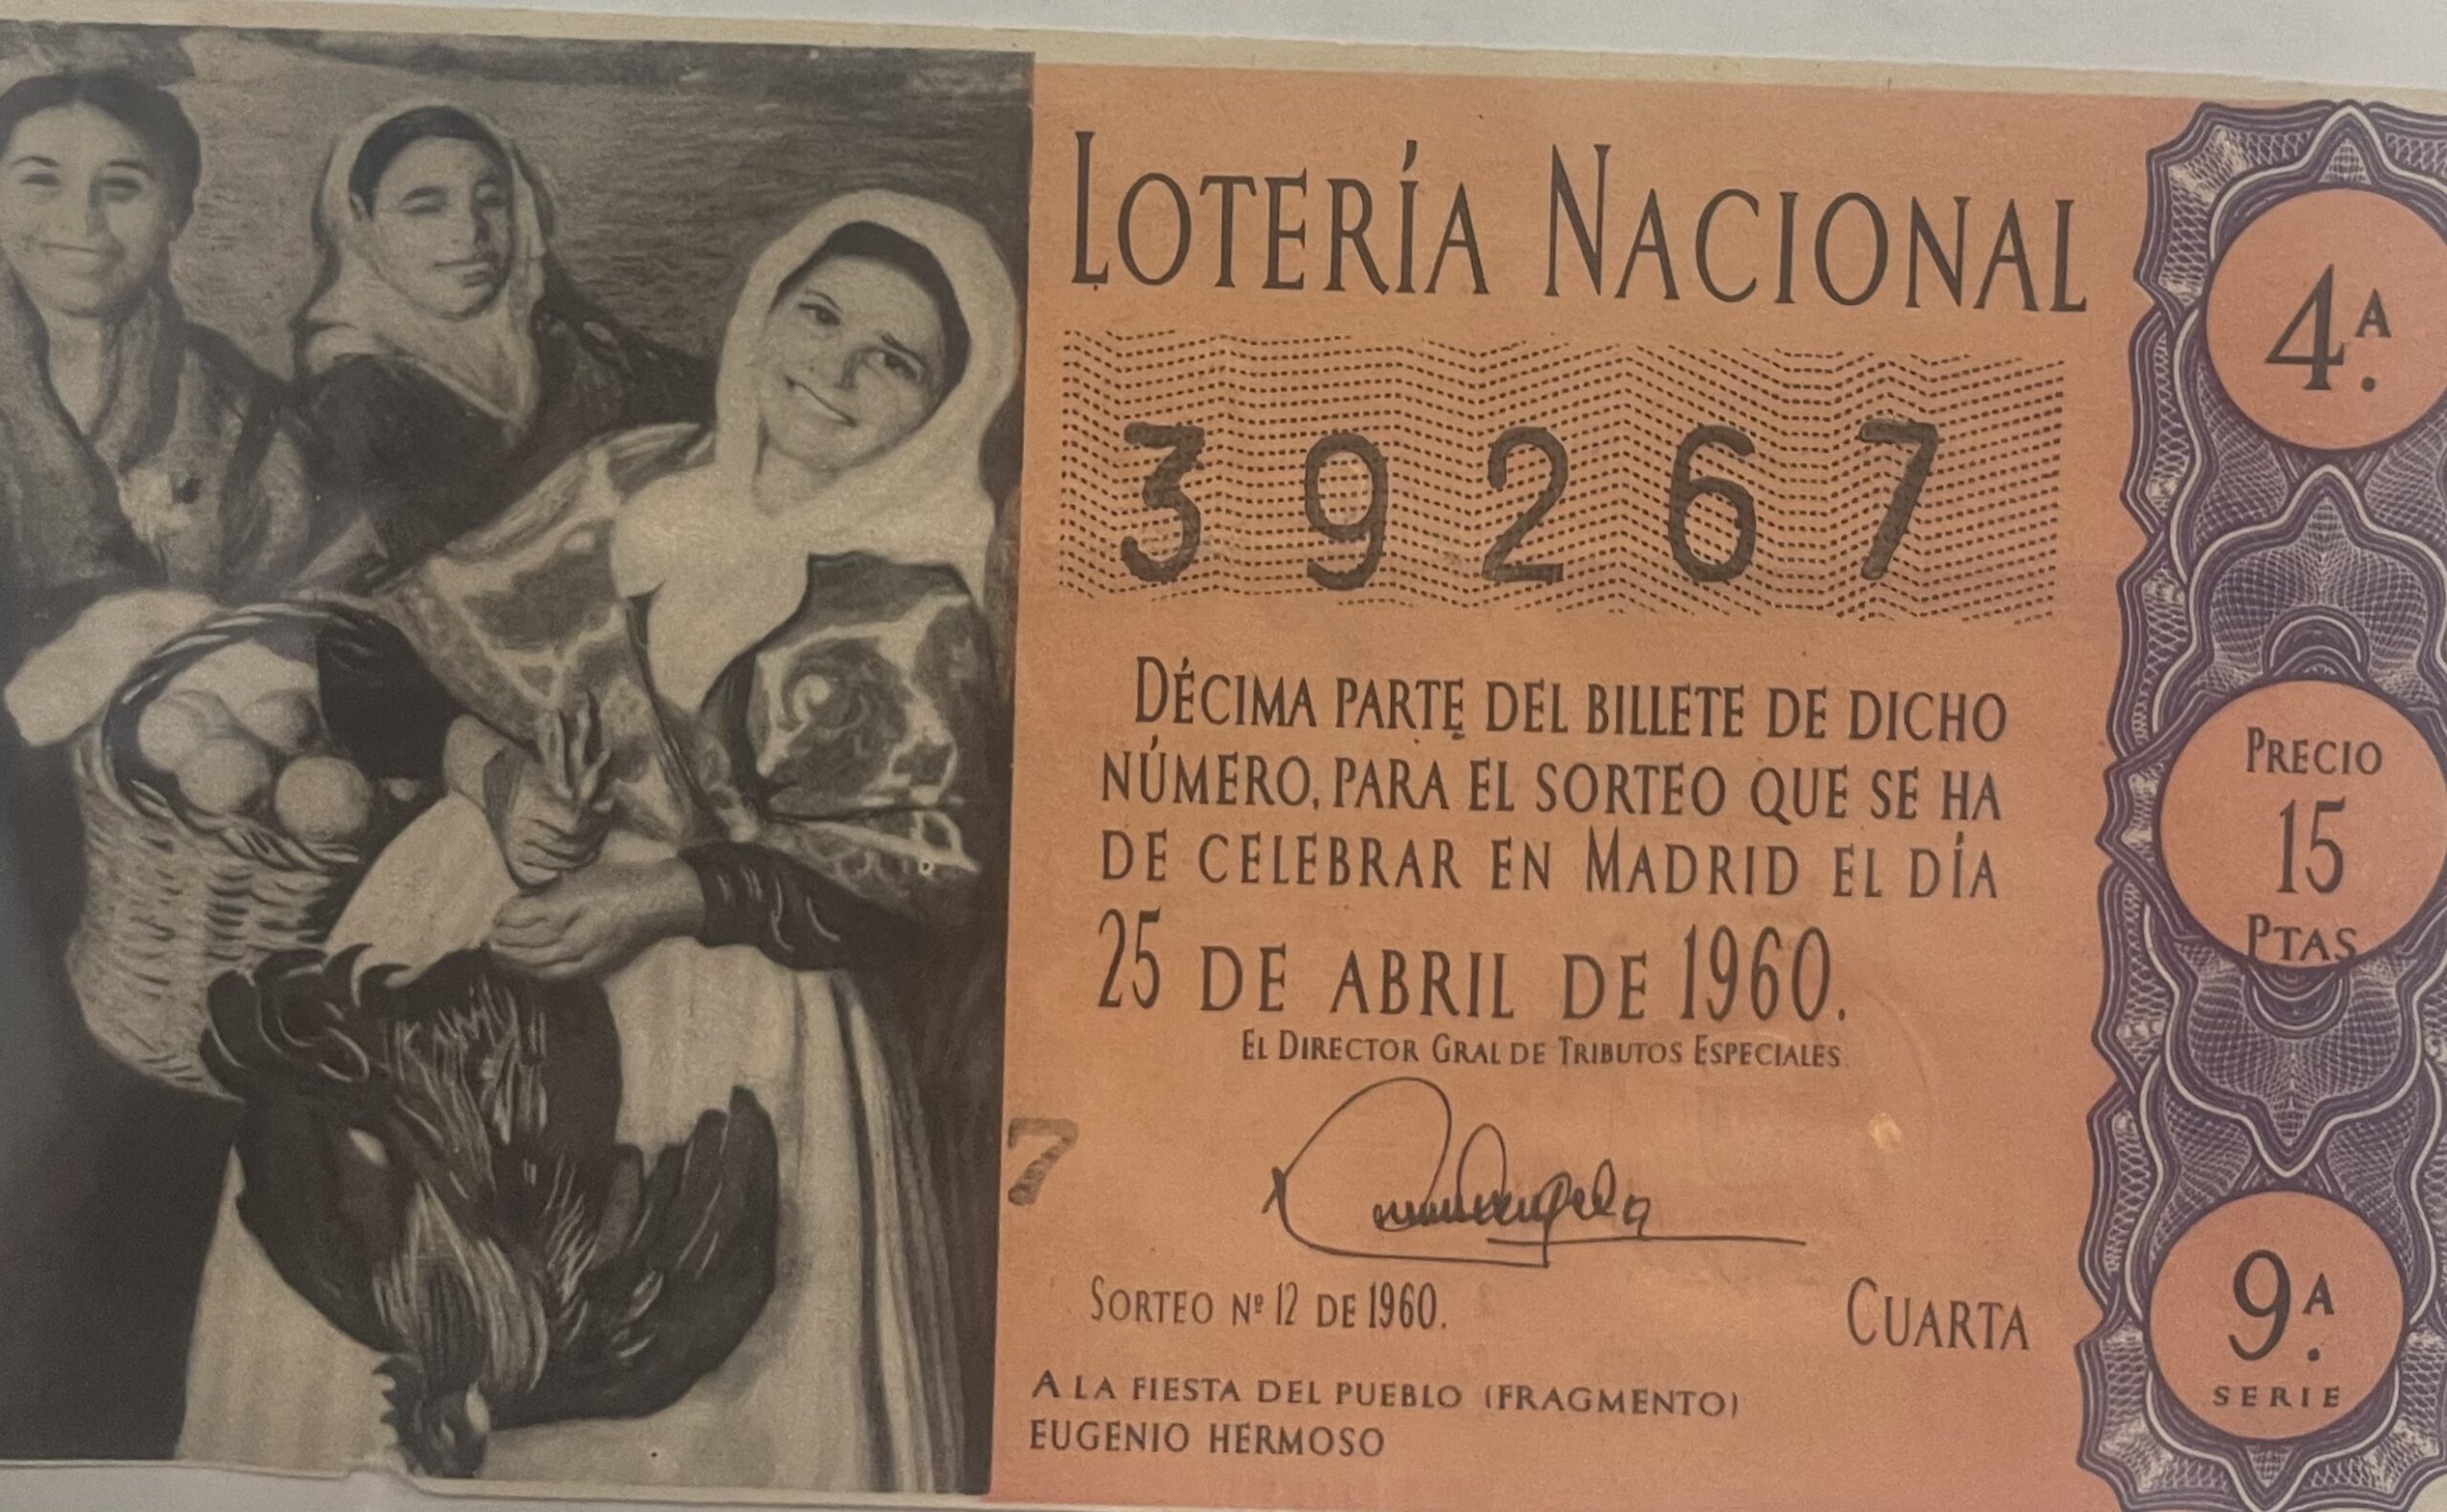 LOTERÍA NACIONAL
4.A
39267
DÉCIMA PARTE DEL BILLETE DE DICHO
NÚMERO, PARA EL SORTEO QUE SE HA
DE CELEBRAR EN MADRID EL DÍA
25 DE ABRIL DE 1960.
EL DIRECTOR GRAL DE TRIBUTOS ESPECIALES
PRECIO
15
PTAS
7
SORTEO Nº 12 DE 1960.
CUARTA
A LA FIESTA DEL PUEBLO (FRAGMENTO)
EUGENIO HERMOSO
9.A
SERIE